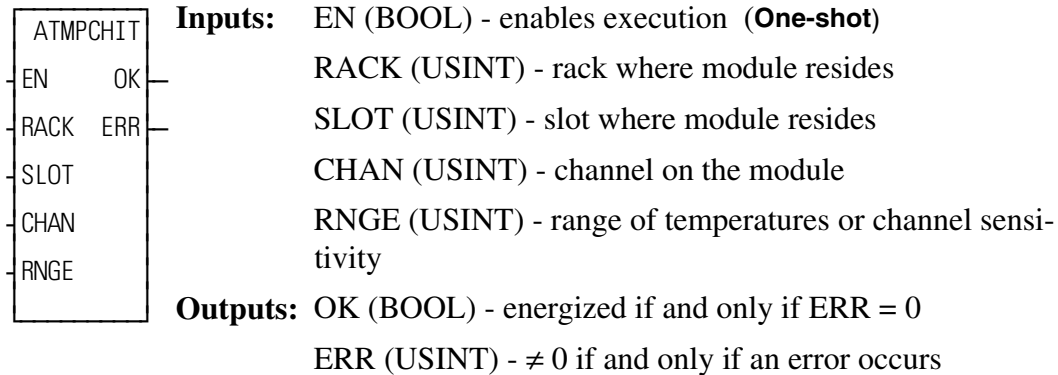 ATMPCHIT
EN OK
RACK ERR
SLOT
CHAN
RNGE
Inputs: EN (BOOL) - enables execution (One-shot)
RACK (USINT) - rack where module resides
SLOT (USINT) - slot where module resides
CHAN (USINT) - channel on the module
RNGE (USINT) - range of temperatures or channel sensi-
tivity
Outputs: OK (BOOL) - energized if and only if ERR = 0
ERR (USINT) - ≠ 0 if and only if an error occurs